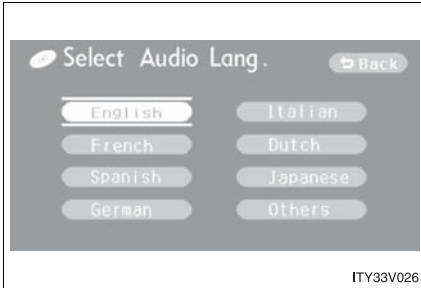 Select Audio Lang.
Back
English
Italian
French
Dutch
Spanish
Japanese
German
Others
ITY33V026